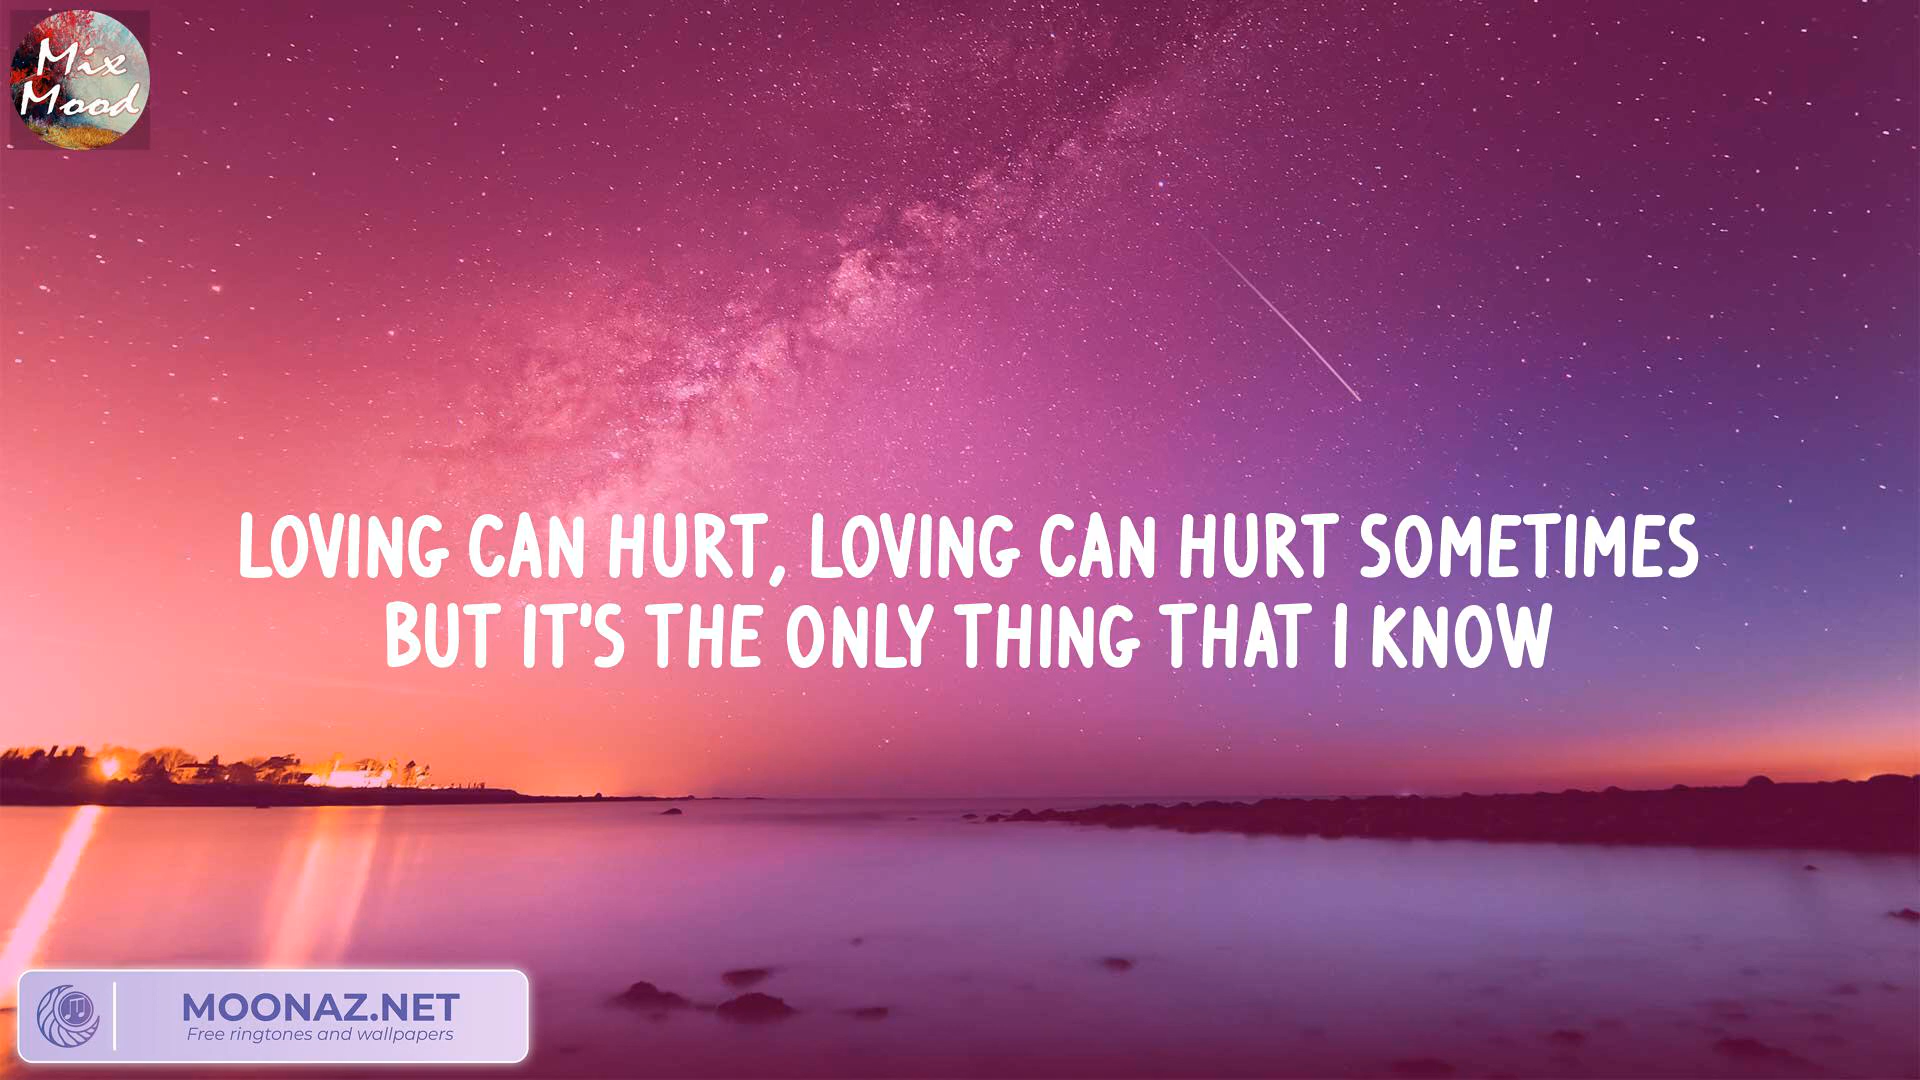 Mix
Mood
LOVING CAN HURT, LOVING CAN HURT SOMETIMES
BUT IT'S THE ONLY THING THAT I KNOW
MOONAZ.NET
Free ringtones and wallpapers